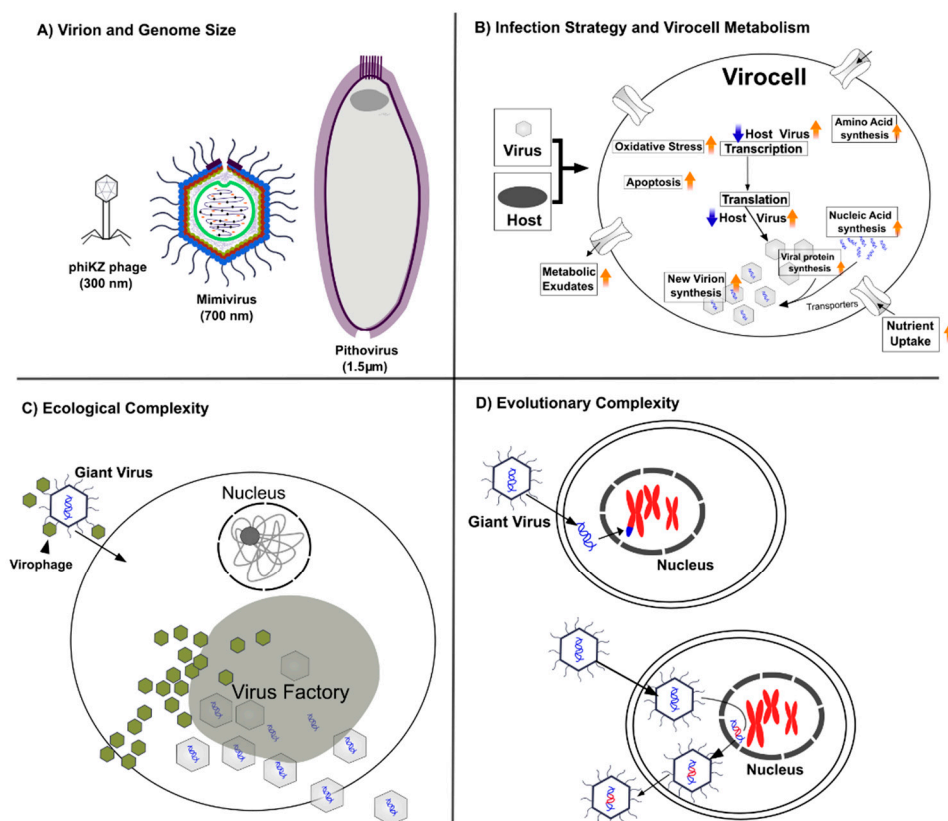 A) Virion and Genome Size
phiKZ phage
(300 nm)
Mimivirus
(700 nm)
Pithovirus
(1.5µm)
B) Infection Strategy and Virocell Metabolism
Virocell
Virus
Host
Oxidative Stress
Host Virus
Transcription
Amino Acid
synthesis
Apoptosis
Translation
Host Virus
Nucleic Acid
synthesis
Viral protein
synthesis
Metabolic
Exudates
New Virion
synthesis
Transporters
Nutrient
Uptake
C) Ecological Complexity
Giant Virus
Virophage
Nucleus
Virus Factory
D) Evolutionary Complexity
Giant Virus
Nucleus
Nucleus